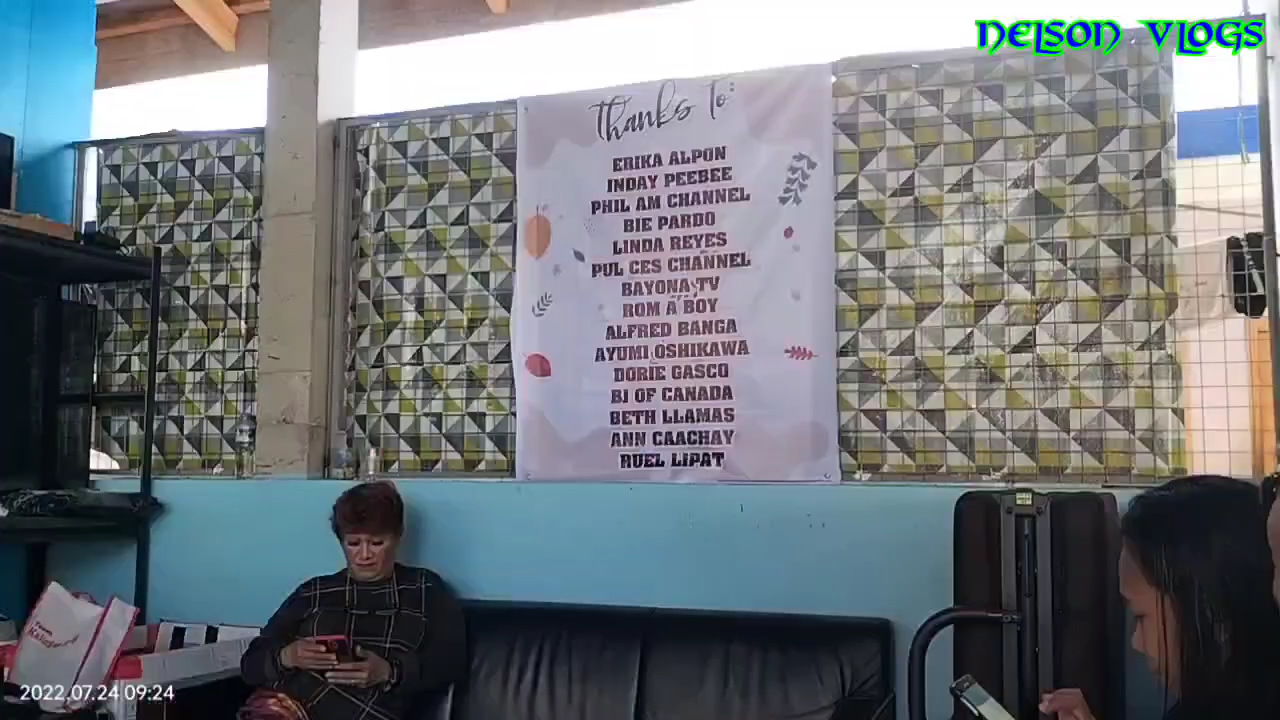 NELSON VLOGS
Thanks To:
ERIKA ALPON
INDAY PEEBEE
PHIL AM CHANNEL
BIE PARDO
LINDA REYES
PUL CES CHANNEL
BAYONA TV
ROM A BOY
ALFRED BANGA
AYUMI OSHIKAWA
DORIE GASCO
BJ OF CANADA
BETH LLAMAS
ANN CAACHAY
RUEL LIPAT
2022.07.24 09:24